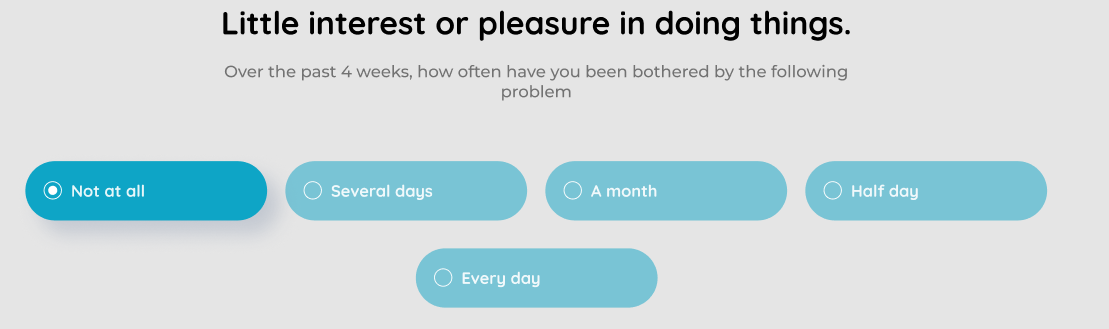 Little interest or pleasure in doing things.
Over the past 4 weeks, how often have you been bothered by the following
problem
Not at all
Several days
A month
Half day
Every day